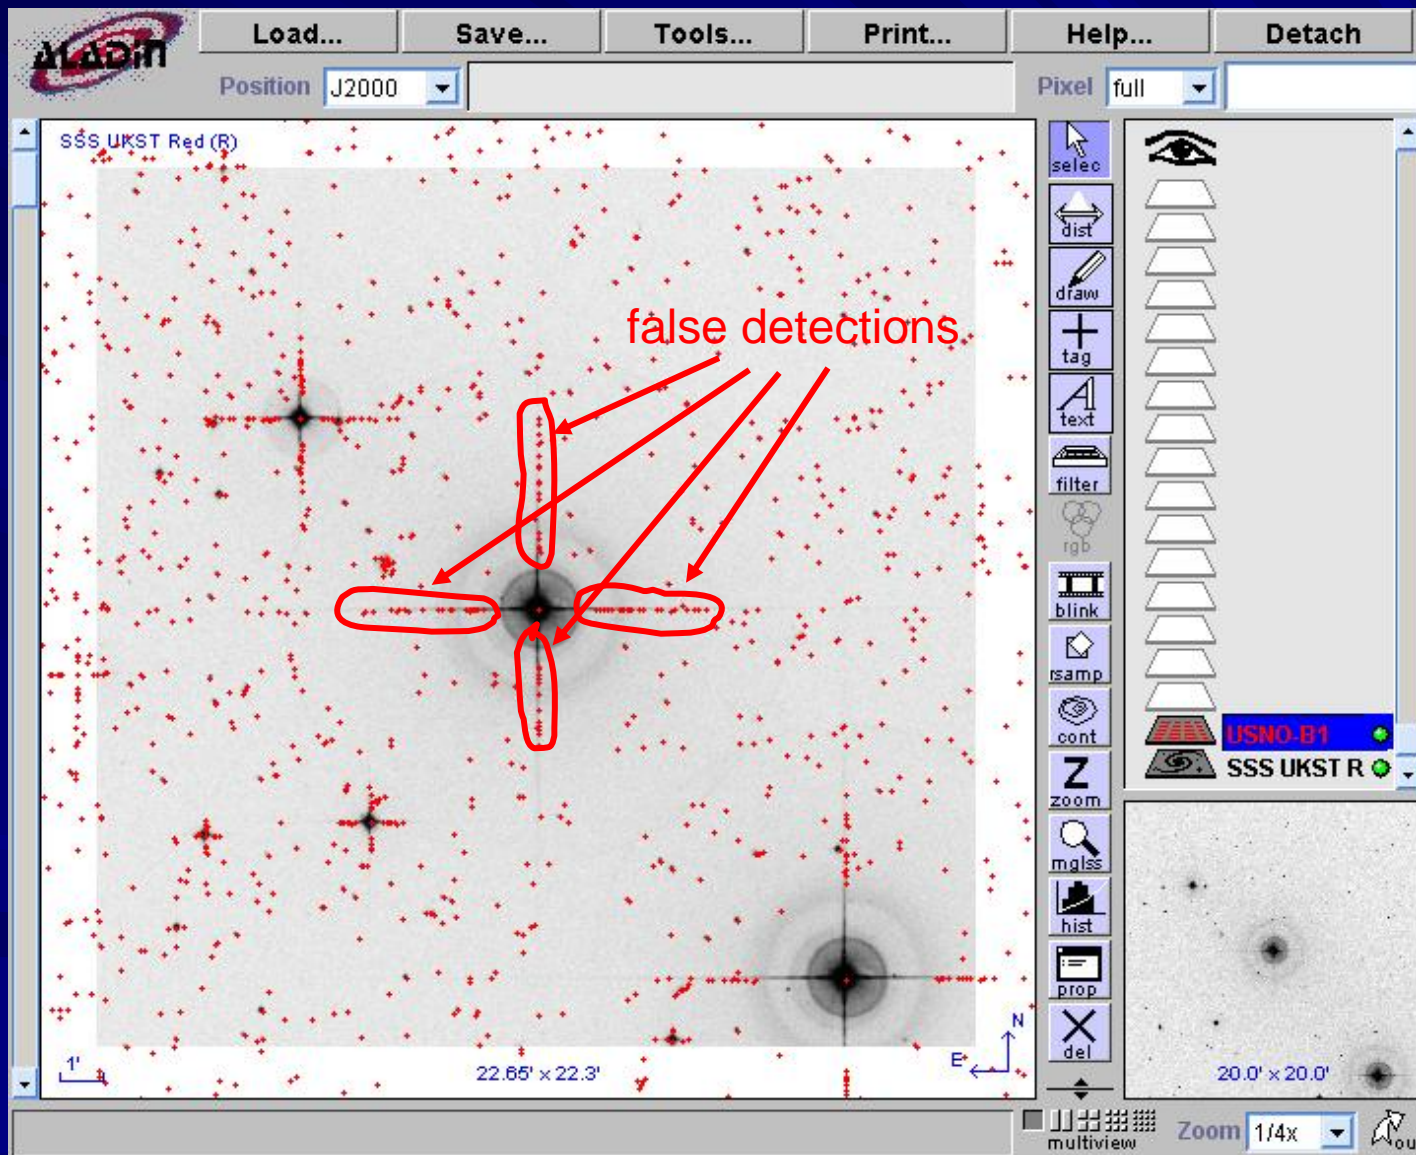 ALADIN
Load... Save... Tools... Print... Help... Detach
Position J2000 Pixel full
SSS UKST Red (R)
false detections
selec
dist
draw
tag
text
filter
rgb
blink
rsamp
cont
zoom
mglss
hist
prop
del
USNO-B1
SSS UKST R
1'
22.65' x 22.3'
N
E
20.0' x 20.0'
multiview Zoom 1/4x ou